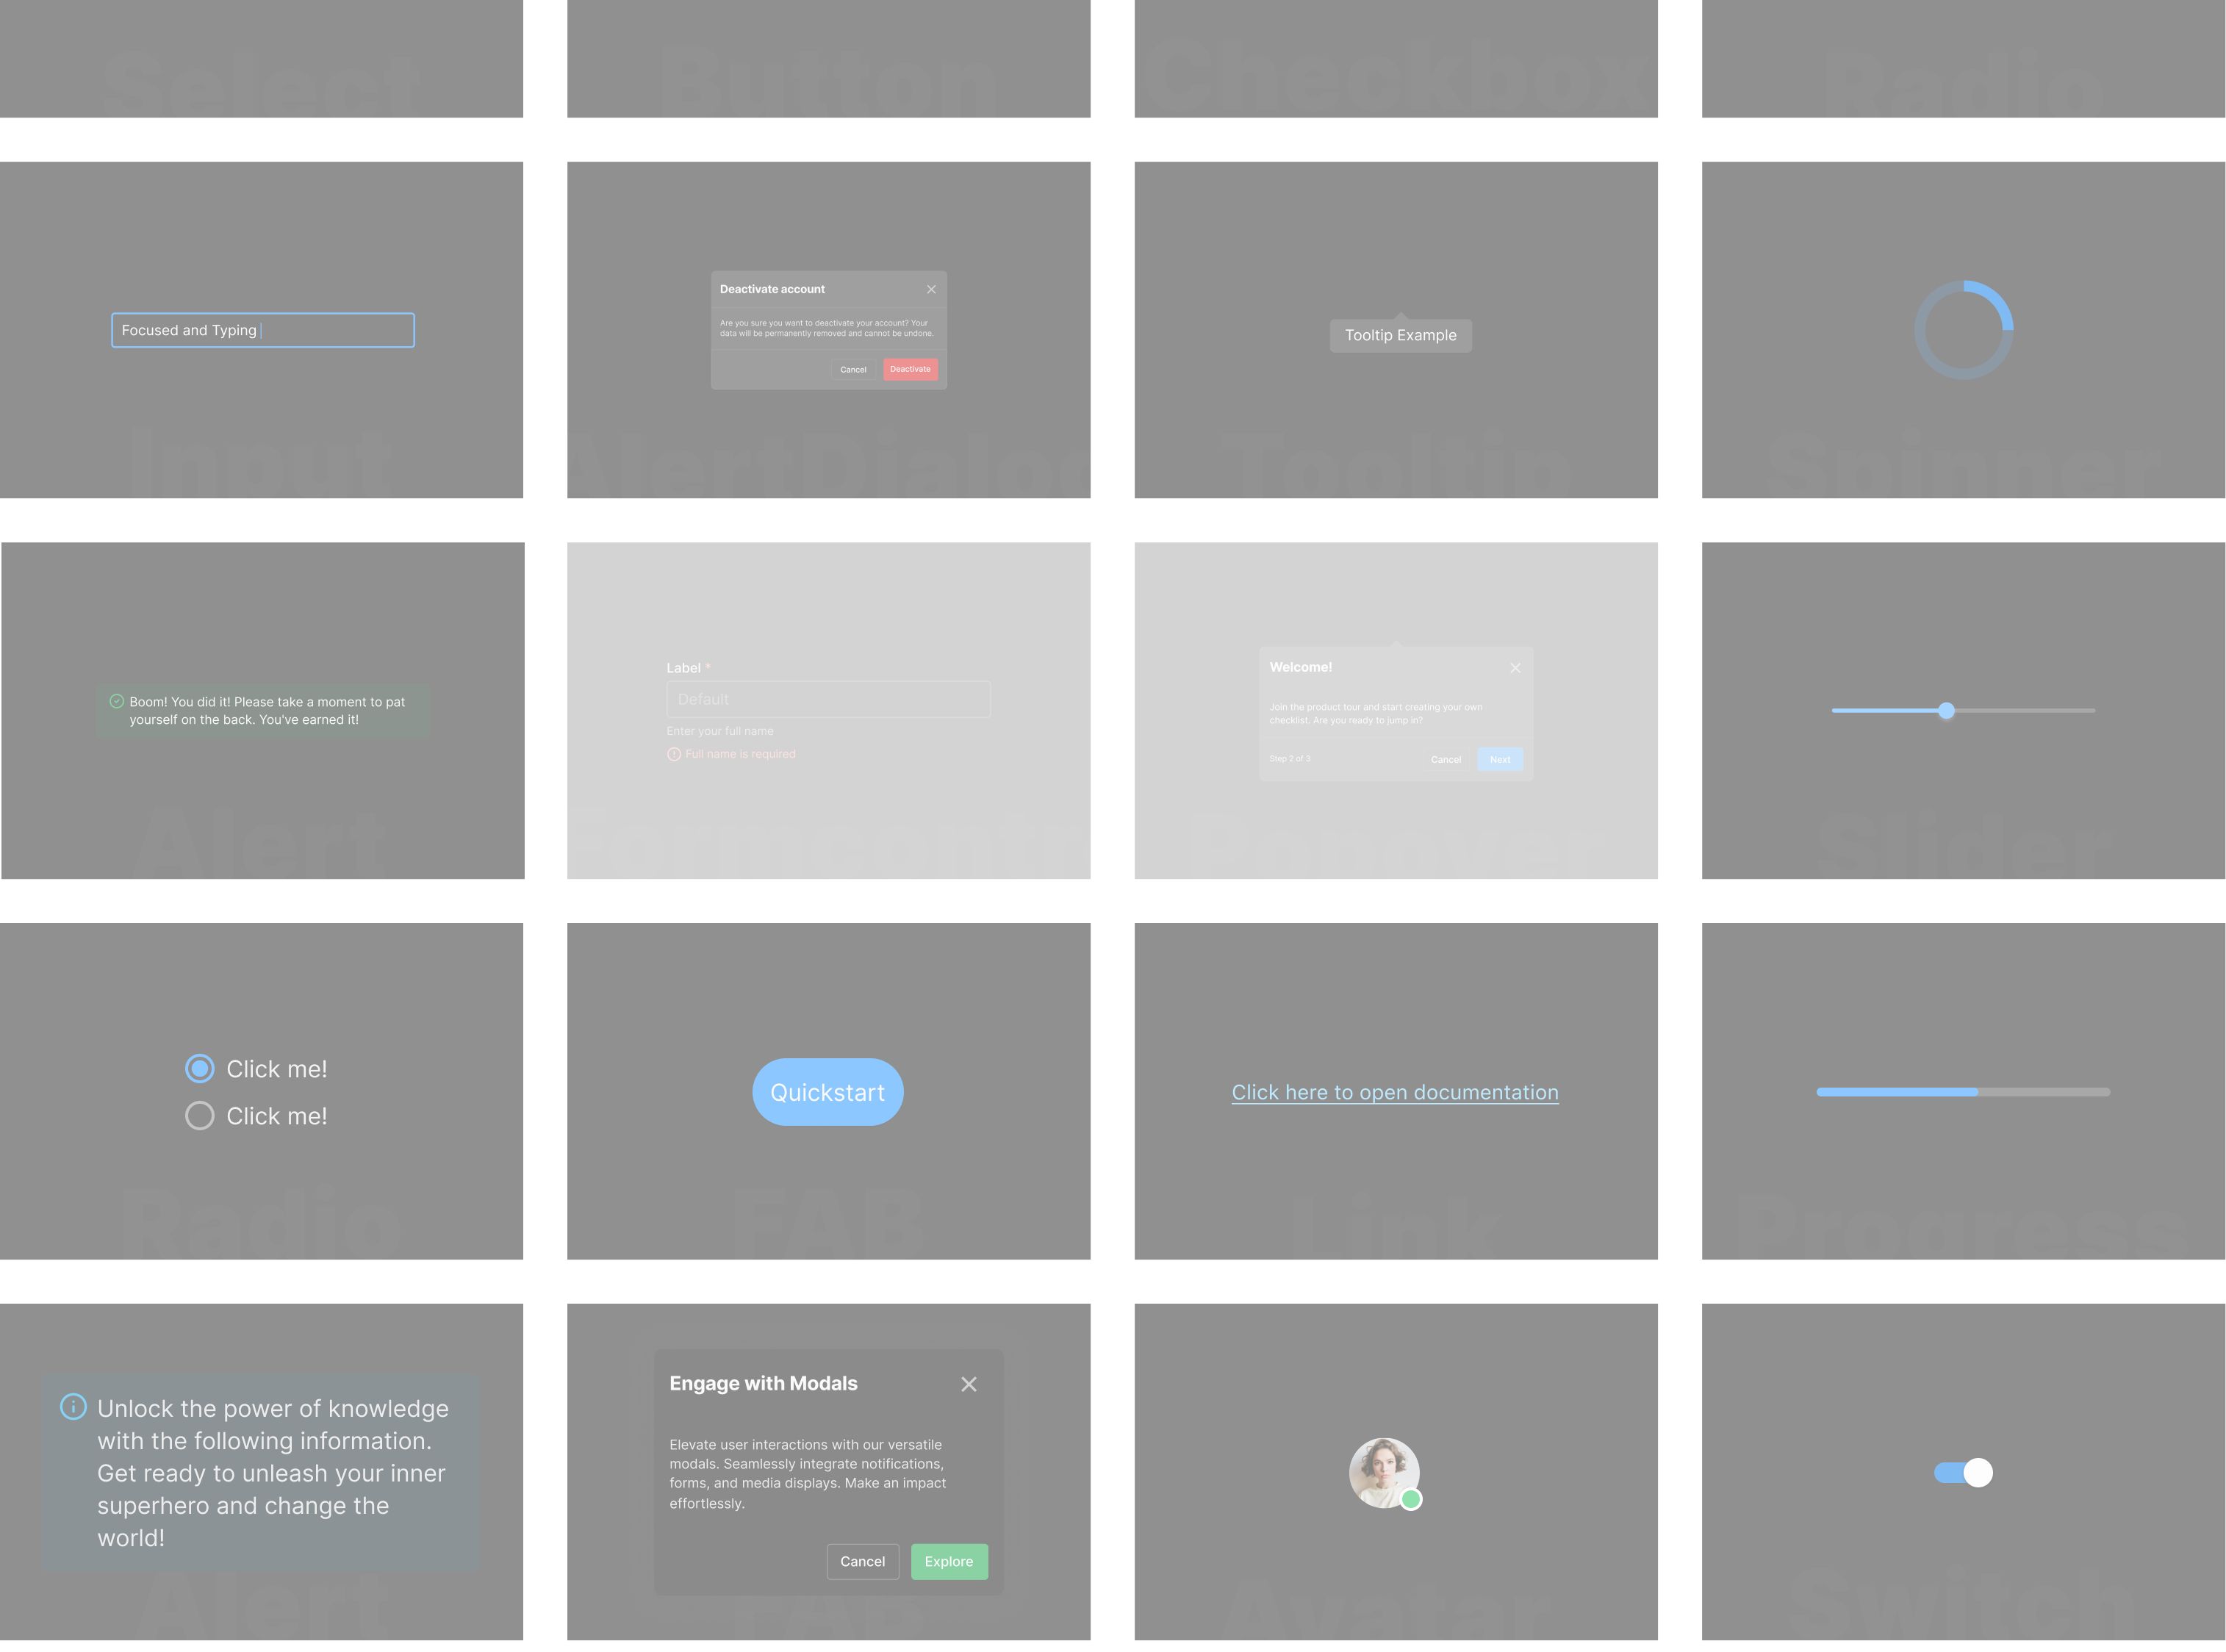 Select
Button
Checkbox
Radio
Focused and Typing
Input
Deactivate account
Are you sure you want to deactivate your account? Your
data will be permanently removed and cannot be undone.
Cancel
Deactivate
AlertDialog
Tooltip Example
Tooltip
Spinner
Boom! You did it! Please take a moment to pat
yourself on the back. You've earned it!
Alert
Label *
Default
Enter your full name
Full name is required
Formcontr
Welcome!
Join the product tour and start creating your own
checklist. Are you ready to jump in?
Step 2 of 3
Cancel
Next
Popover
Slider
Click me!
Click me!
Radio
Quickstart
FAB
Click here to open documentation
Link
Progress
Unlock the power of knowledge
with the following information.
Get ready to unleash your inner
superhero and change the
world!
Alert
Engage with Modals
Elevate user interactions with our versatile
modals. Seamlessly integrate notifications,
forms, and media displays. Make an impact
effortlessly.
Cancel
Explore
FAB
Avatar
Switch